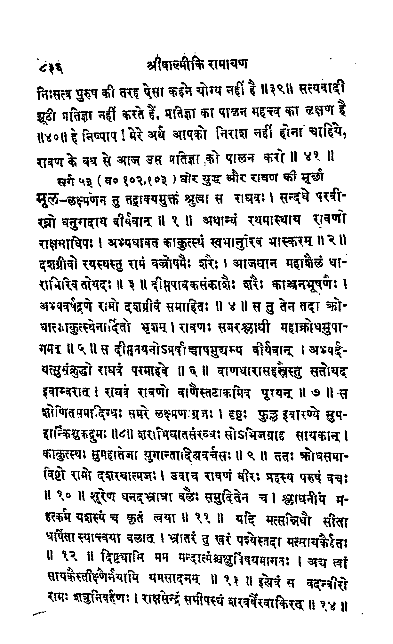 ८३६ श्रीवाल्मीकि रामायण
निःसत्व पुरुष की तरह ऐसा कहने योग्य नहीं है ॥३९॥ सत्यवादी
झूठी प्रतिज्ञा नहीं करते हैं, प्रतिज्ञा का पालन महत्त्व का लक्षण है
॥४०॥ हे निष्पाप ! मेरे अर्थ आपको निराश नहीं होना चाहिये,
रावण के वध से आज उस प्रतिज्ञा को पालन करो ॥ ४१ ॥
सर्ग ५३ (व० १०२,१०३) घोर युद्ध और रावण की मूर्छा
मूल–लक्ष्मणेन तु तद्वाक्यमुक्तं श्रुत्वा स राघवः । सन्दधे परवी-
रघ्नो धनुरादाय वीर्यवान् ॥ १ ॥ अथान्यं रथमास्थाय रावणो
राक्षसाधिपः । अभ्यधावत काकुत्स्थं स्वर्भानुरिव भास्करम् ॥ २ ॥
दशग्रीवो रथस्थस्तु रामं वज्रोपमैः शरैः । आजघान महाशैलं धा-
राभिरिव तोयदः ॥ ३ ॥ दीप्तपावकसंकाशैः शरैः काञ्चनभूषणैः ।
अभ्यवर्षद्रणे रामो दशग्रीवं समाहितः ॥ ४ ॥ स तु तेन तदा क्रो-
धात्काकुत्स्थेनार्दितो भृशम् । रावणः समरश्लाघी महाक्रोधमुपा-
गमत् ॥ ५ ॥ स दीप्तनयनोऽमर्षाच्चापमुद्यम्य वीर्यवान् । अभ्यर्द-
यत्सुसंक्रुद्धो राघवं परमाहवे ॥ ६ ॥ बाणधारासहस्रैस्तु सतोयद
इवाम्बरात् । राघवं रावणो बाणैस्तटाकमिव पूरयन् ॥ ७ ॥ स
शोणितसमादिग्धः समरे लक्ष्मणाग्रजः । दृष्टः फुल्ल इवारण्ये सुम-
हान्किंशुकद्रुमः ॥८॥ शराभिघातसंरब्धः सोऽभिजग्राह सायकान् ।
काकुत्स्थः सुमहातेजा युगान्तादित्यवर्चसः ॥ ९ ॥ ततः क्रोधसमा-
विष्टो रामो दशरथात्मजः । उवाच रावणं वीरः प्रहस्य परुषं वचः
॥ १० ॥ शूरेण धनदभ्रात्रा बलैः समुदितेन च । श्लाघनीयं म-
हत्कर्म यशस्यं च कृतं त्वया ॥ ११ ॥ यदि मत्सन्निधौ सीता
धर्षिता स्यात्त्वया बलात् । भ्रातरं तु खरं पश्येस्तदा मत्सायकैर्हतः
॥ १२ ॥ दिष्ट्यासि मम मन्दात्मंश्चक्षुर्विषयमागतः । अद्य त्वां
सायकैस्तीक्ष्णैर्नयामि यमसादनम् ॥ १३ ॥ इत्येवं स वदन्वीरो
रामः शत्रुनिबर्हणः । राक्षसेन्द्रं समीपस्थं शरवर्षैरवाकिरत् ॥ १४ ॥